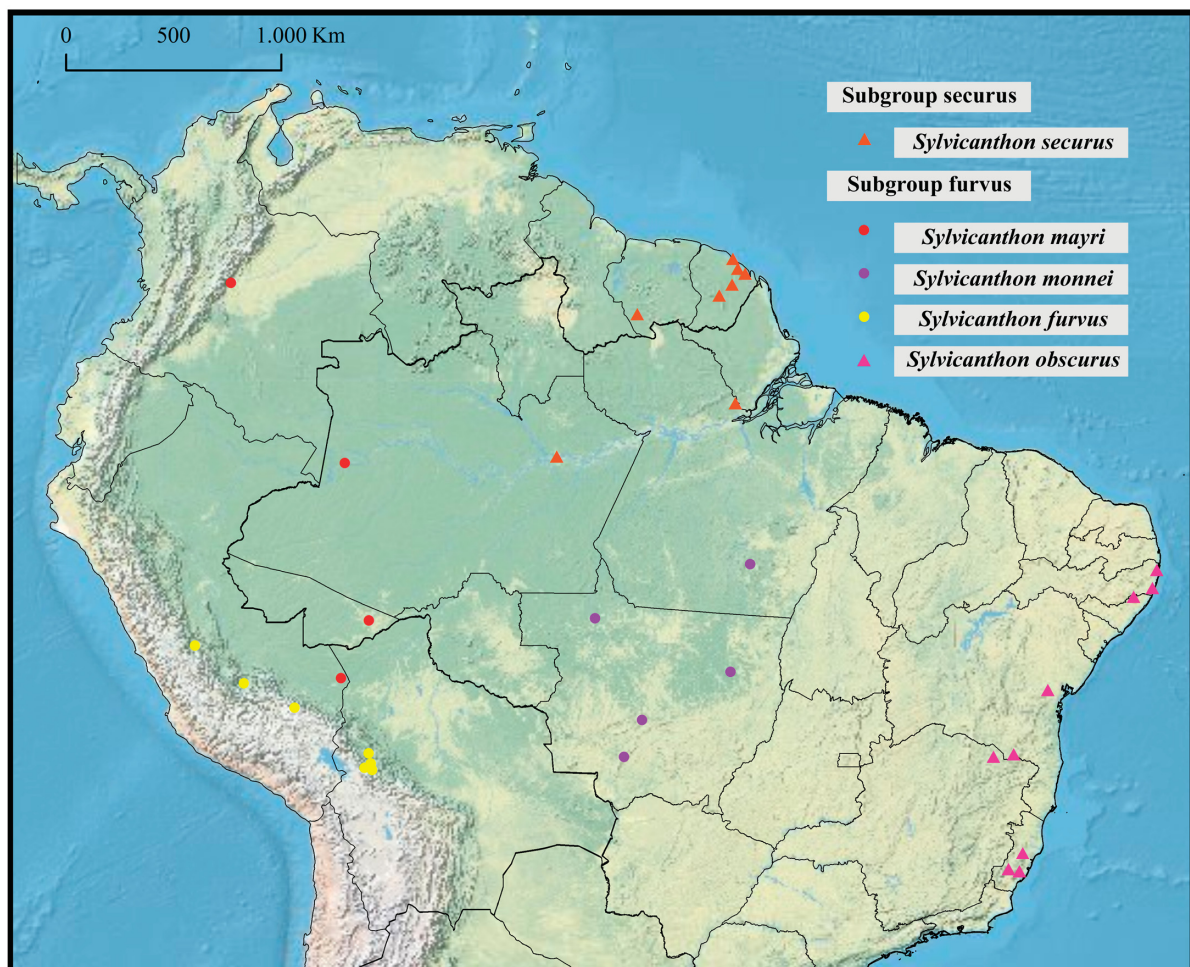 0 500 1.000 Km
Subgroup securus
Sylvicanthon securus
Subgroup furvus
Sylvicanthon mayri
Sylvicanthon monnei
Sylvicanthon furvus
Sylvicanthon obscurus